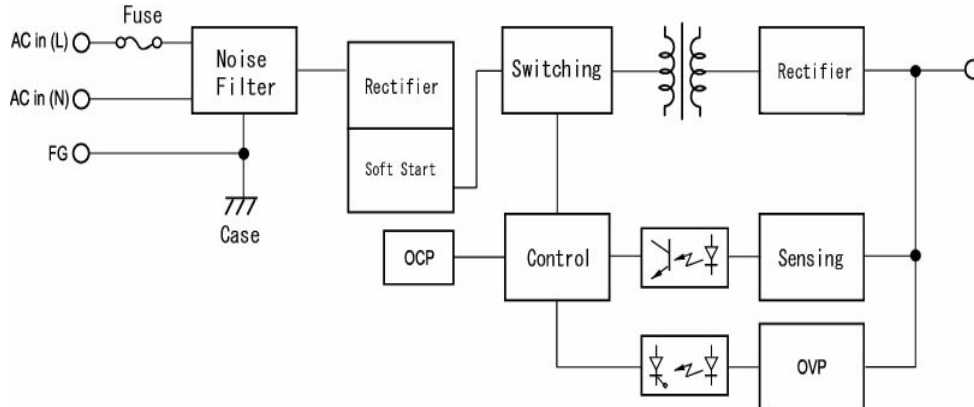 Fuse
AC in (L)
Noise
Filter
AC in (N)
FG
Case
Rectifier
Soft Start
Switching
Rectifier
OCP
Control
Sensing
OVP